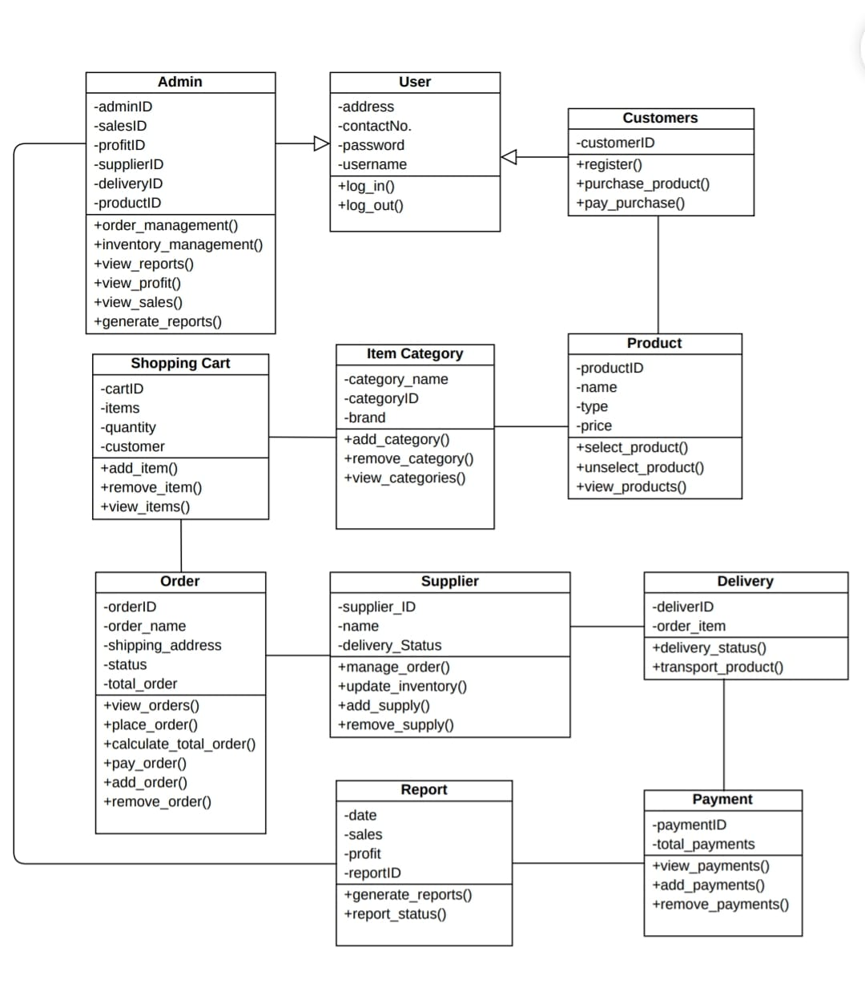 Admin
-adminID
-salesID
-profitID
-supplierID
-deliveryID
-productID
+order_management()
+inventory_management()
+view_reports()
+view_profit()
+view_sales()
+generate_reports()
User
-address
-contactNo.
-password
-username
+log_in()
+log_out()
Customers
-customerID
+register()
+purchase_product()
+pay_purchase()
Shopping Cart
-cartID
-items
-quantity
-customer
+add_item()
+remove_item()
+view_items()
Item Category
-category_name
-categoryID
-brand
+add_category()
+remove_category()
+view_categories()
Product
-productID
-name
-type
-price
+select_product()
+unselect_product()
+view_products()
Order
-orderID
-order_name
-shipping_address
-status
-total_order
+view_orders()
+place_order()
+calculate_total_order()
+pay_order()
+add_order()
+remove_order()
Supplier
-supplier_ID
-name
-delivery_Status
+manage_order()
+update_inventory()
+add_supply()
+remove_supply()
Delivery
-deliverID
-order_item
+delivery_status()
+transport_product()
Report
-date
-sales
-profit
-reportID
+generate_reports()
+report_status()
Payment
-paymentID
-total_payments
+view_payments()
+add_payments()
+remove_payments()